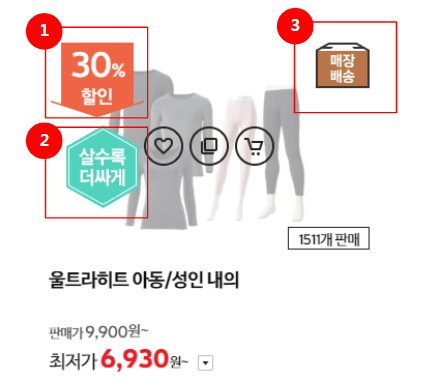 1
30%
할인
2
살수록
더싸게
3
매장
배송
1511개 판매
울트라히트 아동/성인 내의
판매가 9,900원~
최저가 6,930원~